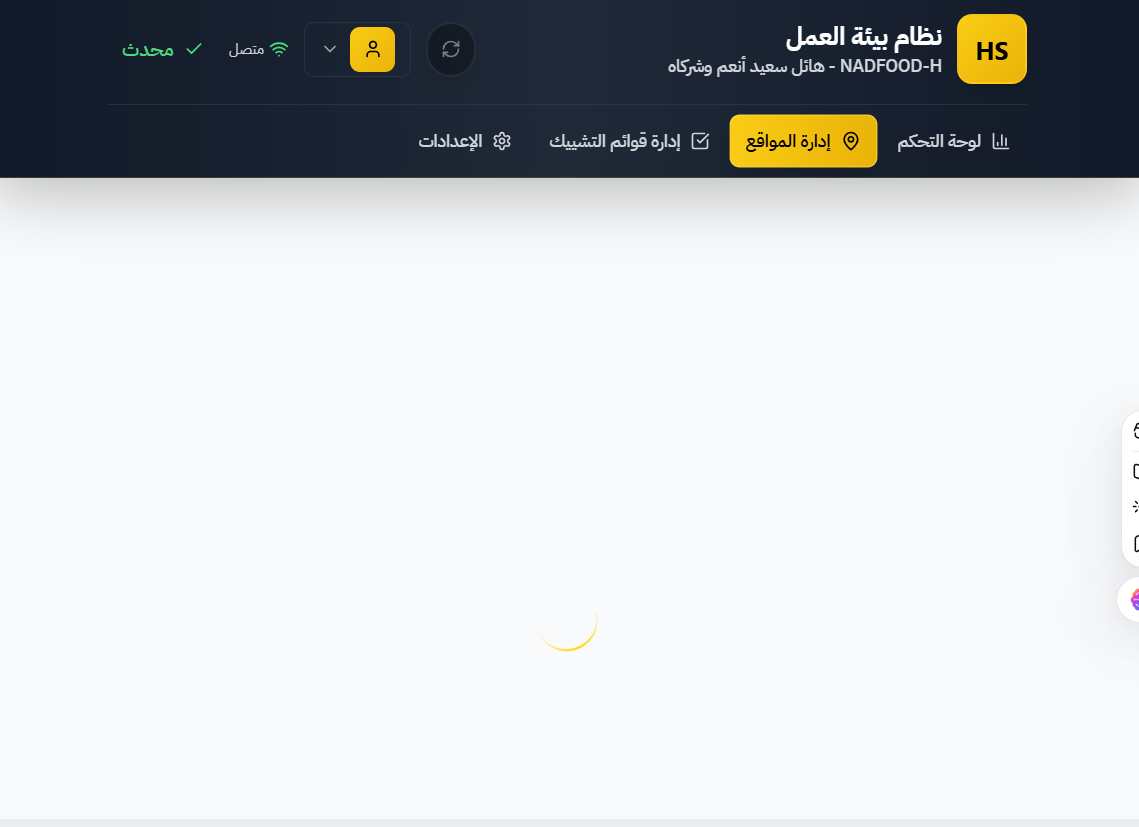 HS
نظام بيئة العمل
NADFOOD-H - هائل سعيد أنعم وشركاه
متصل
محدث
لوحة التحكم
إدارة المواقع
إدارة قوائم التشييك
الإعدادات